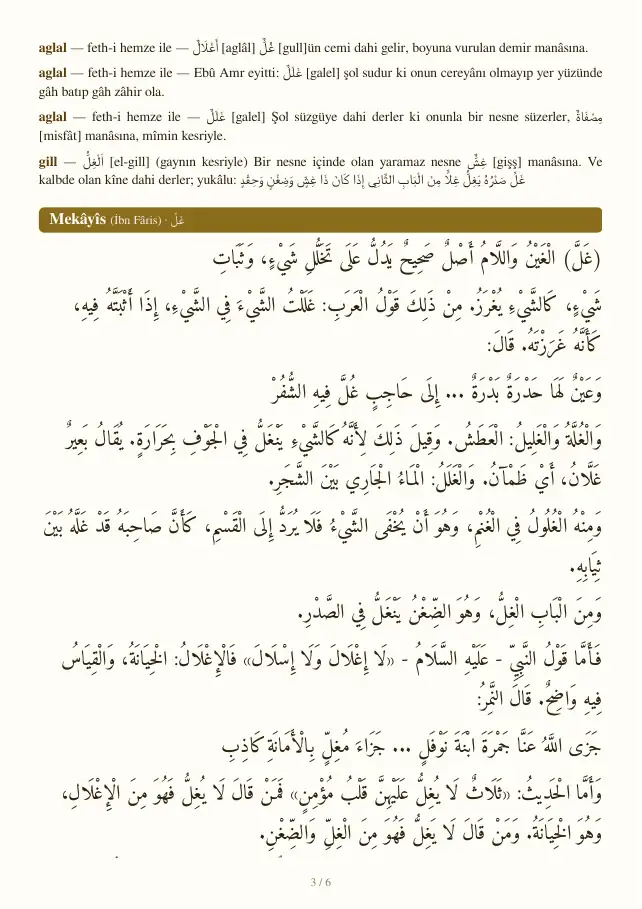 aglal — feth-i hemze ile — أَغْلَالٌ [aglâl] غُلٌّ [gull]ün cemi dahi gelir, boyuna vurulan demir manâsına.
aglal — feth-i hemze ile — Ebû Amr eyitti: غَلَلٌ [galel] şol sudur ki onun cereyânı olmayıp yer yüzünde
gâh batıp gâh zâhir ola.
aglal — feth-i hemze ile — غَلَلٌ [galel] Şol süzgüye dahi derler ki onunla bir nesne süzerler, مِصْفَاةٌ
[misfât] manâsına, mîmin kesriyle.
gill — اَلْغِلُّ [el-gill] (gaynın kesriyle) Bir nesne içinde olan yaramaz nesne غِشٌّ [gişş] manâsına. Ve
kalbde olan kîne dahi derler; yukâlu: غَلَّ صَدْرُهُ يَغِلُّ غِلًّا مِنَ الْبَابِ الثَّانِى إِذَا كَانَ ذَا غِشٍّ وَضِغْنٍ وَحِقْدٍ
Mekâyîs (İbn Fâris) · غلّ
(غَلَّ) الْغَيْنُ وَاللَّامُ أَصْلٌ صَحِيحٌ يَدُلُّ عَلَى تَخَلُّلِ شَيْءٍ، وَثَبَاتِ
شَيْءٍ، كَالشَّيْءِ يُغْرَزُ. مِنْ ذَلِكَ قَوْلُ الْعَرَبِ: غَلَلْتُ الشَّيْءَ فِي الشَّيْءِ، إِذَا أَثْبَتَّهُ فِيهِ،
كَأَنَّهُ غَرَزْتَهُ. قَالَ:
وَعَيْنٌ لَهَا حَدْرَةٌ بَدْرَةٌ ... إِلَى حَاجِبٍ غُلَّ فِيهِ الشُّفُرْ
وَالْغُلَّةُ وَالْغَلِيلُ: الْعَطَشُ. وَقِيلَ ذَلِكَ لِأَنَّهُ كَالشَّيْءِ يَنْغَلُّ فِي الْجَوْفِ بِحَرَارَةٍ. يُقَالُ بَعِيرٌ
غَلَّانُ، أَيْ ظَمْآنُ. وَالْغَلَلُ: الْمَاءُ الْجَارِي بَيْنَ الشَّجَرِ.
وَمِنْهُ الْغُلُولُ فِي الْغُنْمِ، وَهُوَ أَنْ يُخْفَى الشَّيْءُ فَلَا يُرَدُّ إِلَى الْقَسْمِ، كَأَنَّ صَاحِبَهُ قَدْ غَلَّهُ بَيْنَ
ثِيَابِهِ.
وَمِنَ الْبَابِ الْغِلُّ، وَهُوَ الضِّغْنُ يَنْغَلُّ فِي الصَّدْرِ.
فَأَمَّا قَوْلُ النَّبِيِّ - عَلَيْهِ السَّلَامُ - «لَا إِغْلَالَ وَلَا إِسْلَالَ» فَالْإِغْلَالُ: الْخِيَانَةُ، وَالْقِيَاسُ
فِيهِ وَاضِحٌ. قَالَ النَّمِرُ:
جَزَى اللَّهُ عَنَّا جَمْرَةَ ابْنَةَ نَوْفَلٍ ... جَزَاءَ مُغِلٍّ بِالْأَمَانَةِ كَاذِبِ
وَأَمَّا الْحَدِيثُ: «ثَلَاثٌ لَا يُغِلُّ عَلَيْهِنَّ قَلْبُ مُؤْمِنٍ» فَمَنْ قَالَ لَا يُغِلُّ فَهُوَ مِنَ الْإِغْلَالِ،
وَهُوَ الْخِيَانَةُ. وَمَنْ قَالَ لَا يَغِلُّ فَهُوَ مِنَ الْغِلِّ وَالضِّغْنِ.
3 / 6